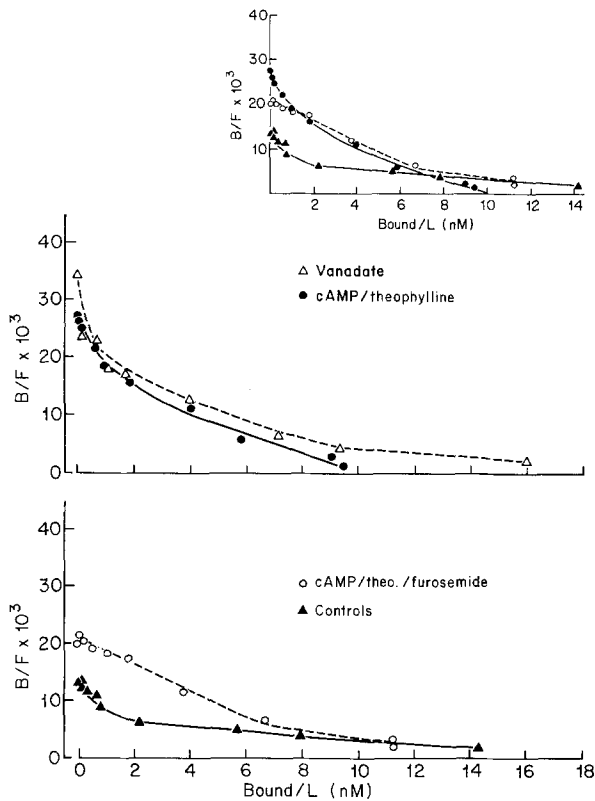 40
30
20
10
B/F x 10³
2 4 6 8 10 12 14
Bound/L (nM)
40
30
20
10
0
B/F x 10³
△ Vanadate
● cAMP/theophylline
40
30
20
10
0
B/F x 10³
○ cAMP/theo./furosemide
▲ Controls
0 2 4 6 8 10 12 14 16 18
Bound/L (nM)